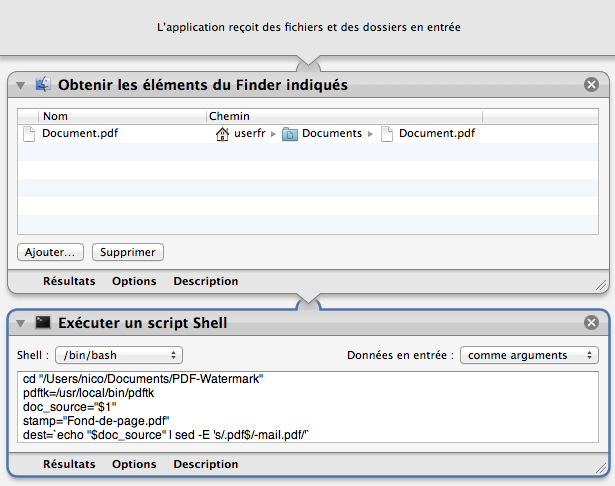 L'application reçoit des fichiers et des dossiers en entrée
Obtenir les éléments du Finder indiqués
Nom Chemin
Document.pdf userfr ▸ Documents ▸ Document.pdf
Ajouter... Supprimer
Résultats Options Description
Exécuter un script Shell
Shell : /bin/bash Données en entrée : comme arguments
cd "/Users/nico/Documents/PDF-Watermark"
pdftk=/usr/local/bin/pdftk
doc_source="$1"
stamp="Fond-de-page.pdf"
dest=`echo "$doc_source" | sed -E 's/.pdf$/-mail.pdf/'`
Résultats Options Description